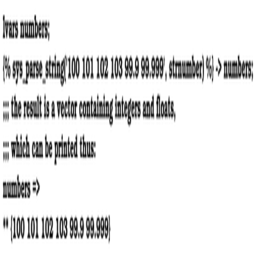 lvars numbers;
{% sys_parse_string('100 101 102 103 99.9 99.999', strnumber) %} -> numbers;
;;; the result is a vector containing integers and floats,
;;; which can be printed thus:
numbers =>
** {100 101 102 103 99.9 99.999}